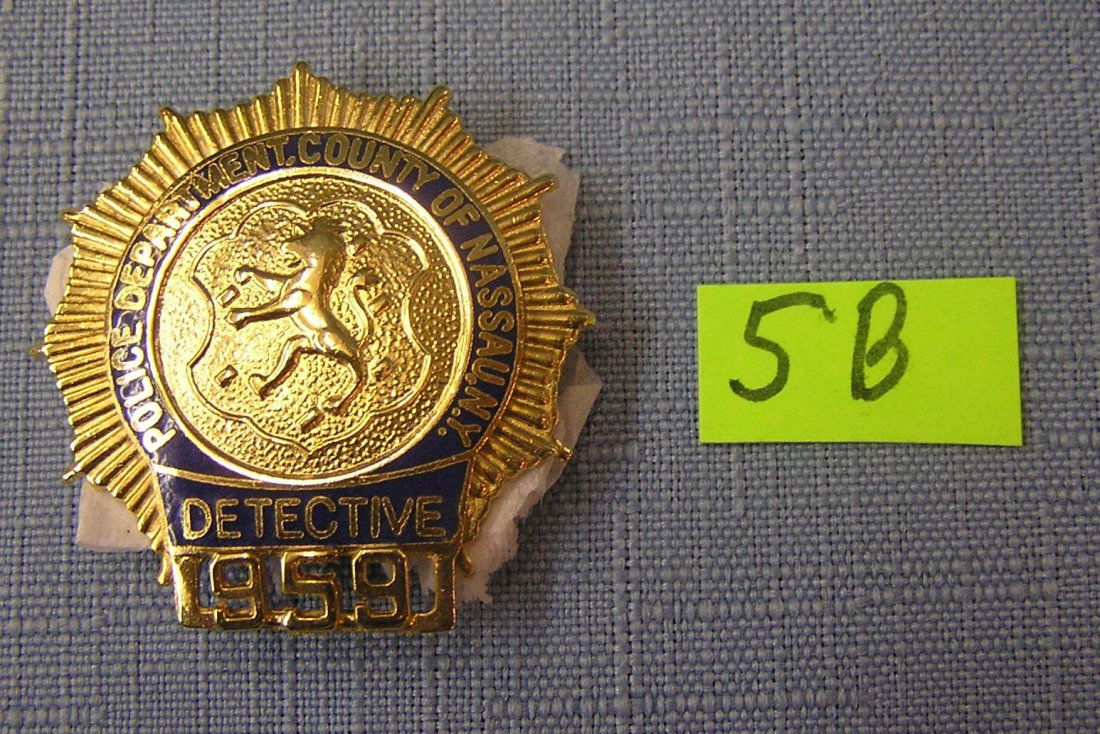 POLICE DEPARTMENT. COUNTY OF NASSAU. N.Y.
DETECTIVE
959
5B